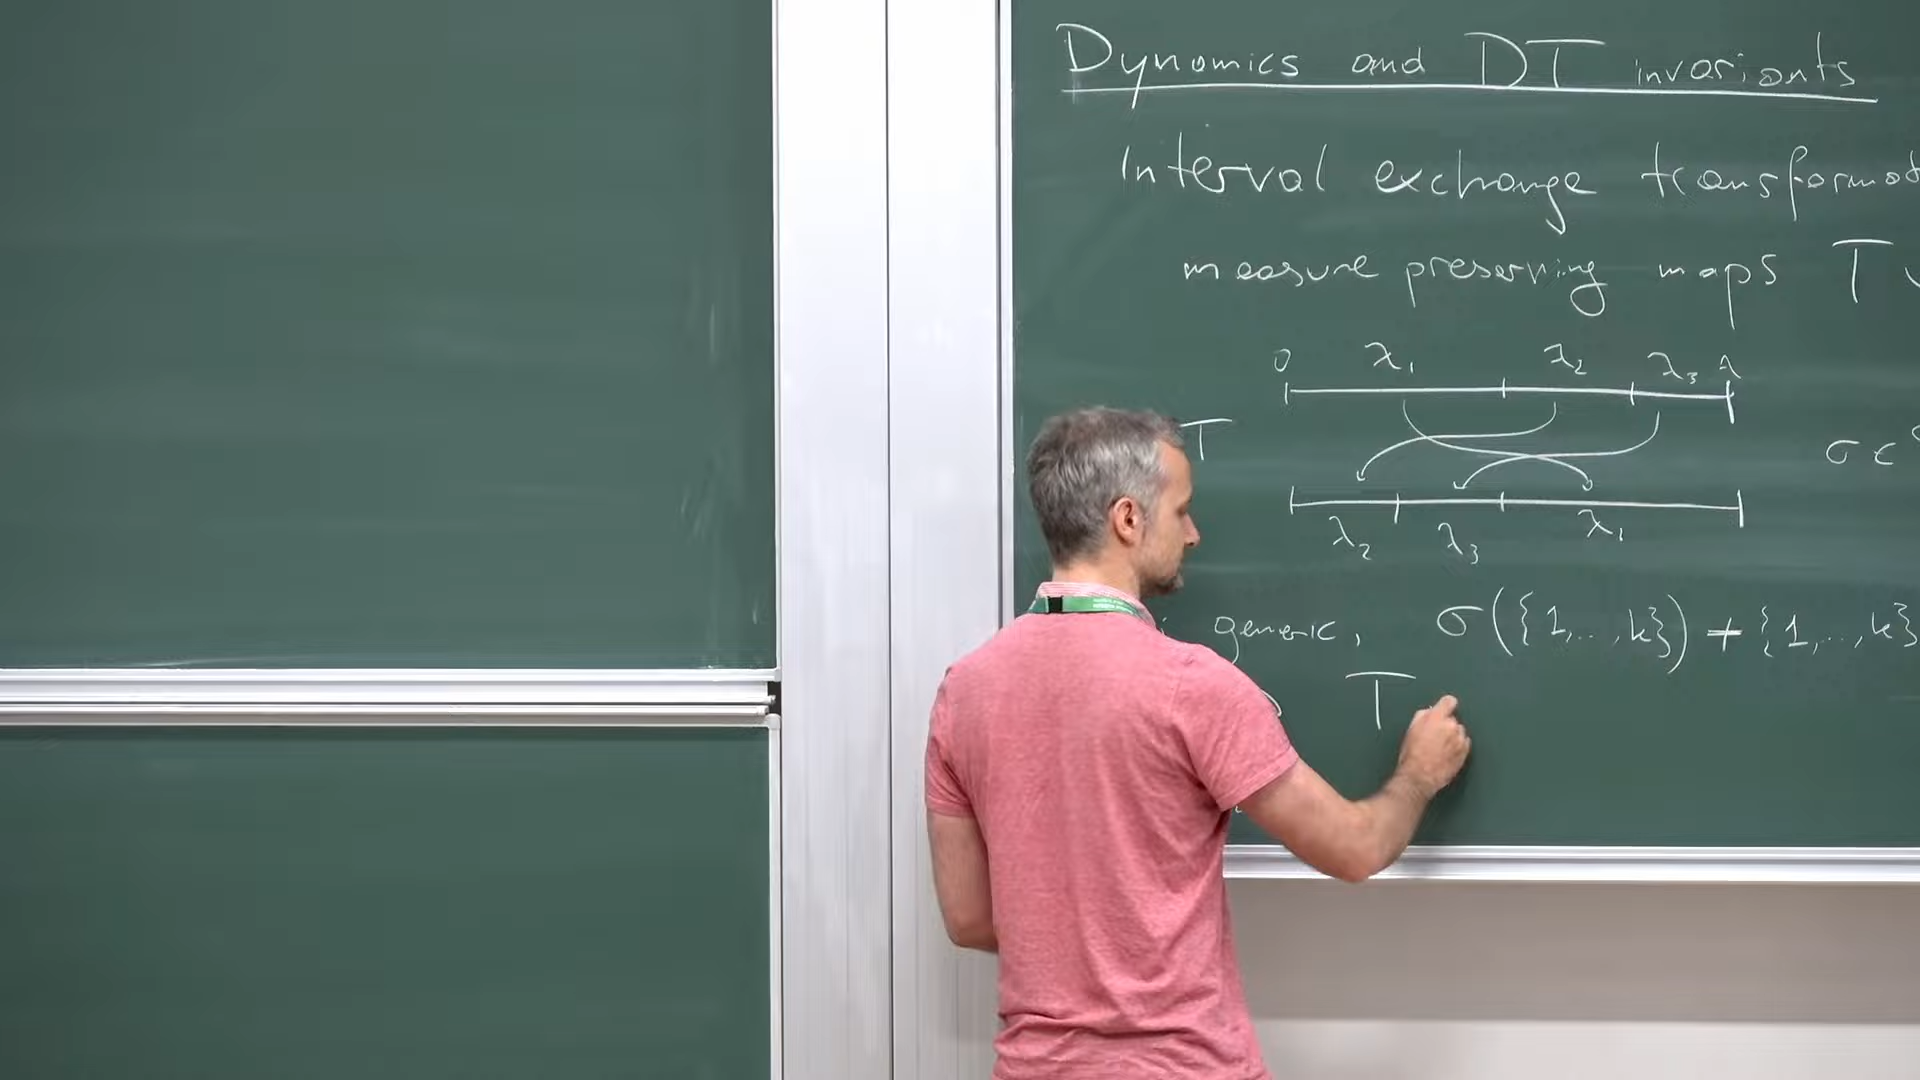 Dynamics and DT invariants
Interval exchange transformat
measure preserving maps T
0 λ₁ λ₂ λ₃ λ
T
σ ∈
λ₂ λ₃ λ₁
generic, σ({1,...,k}) ≠ {1,...,k}
T